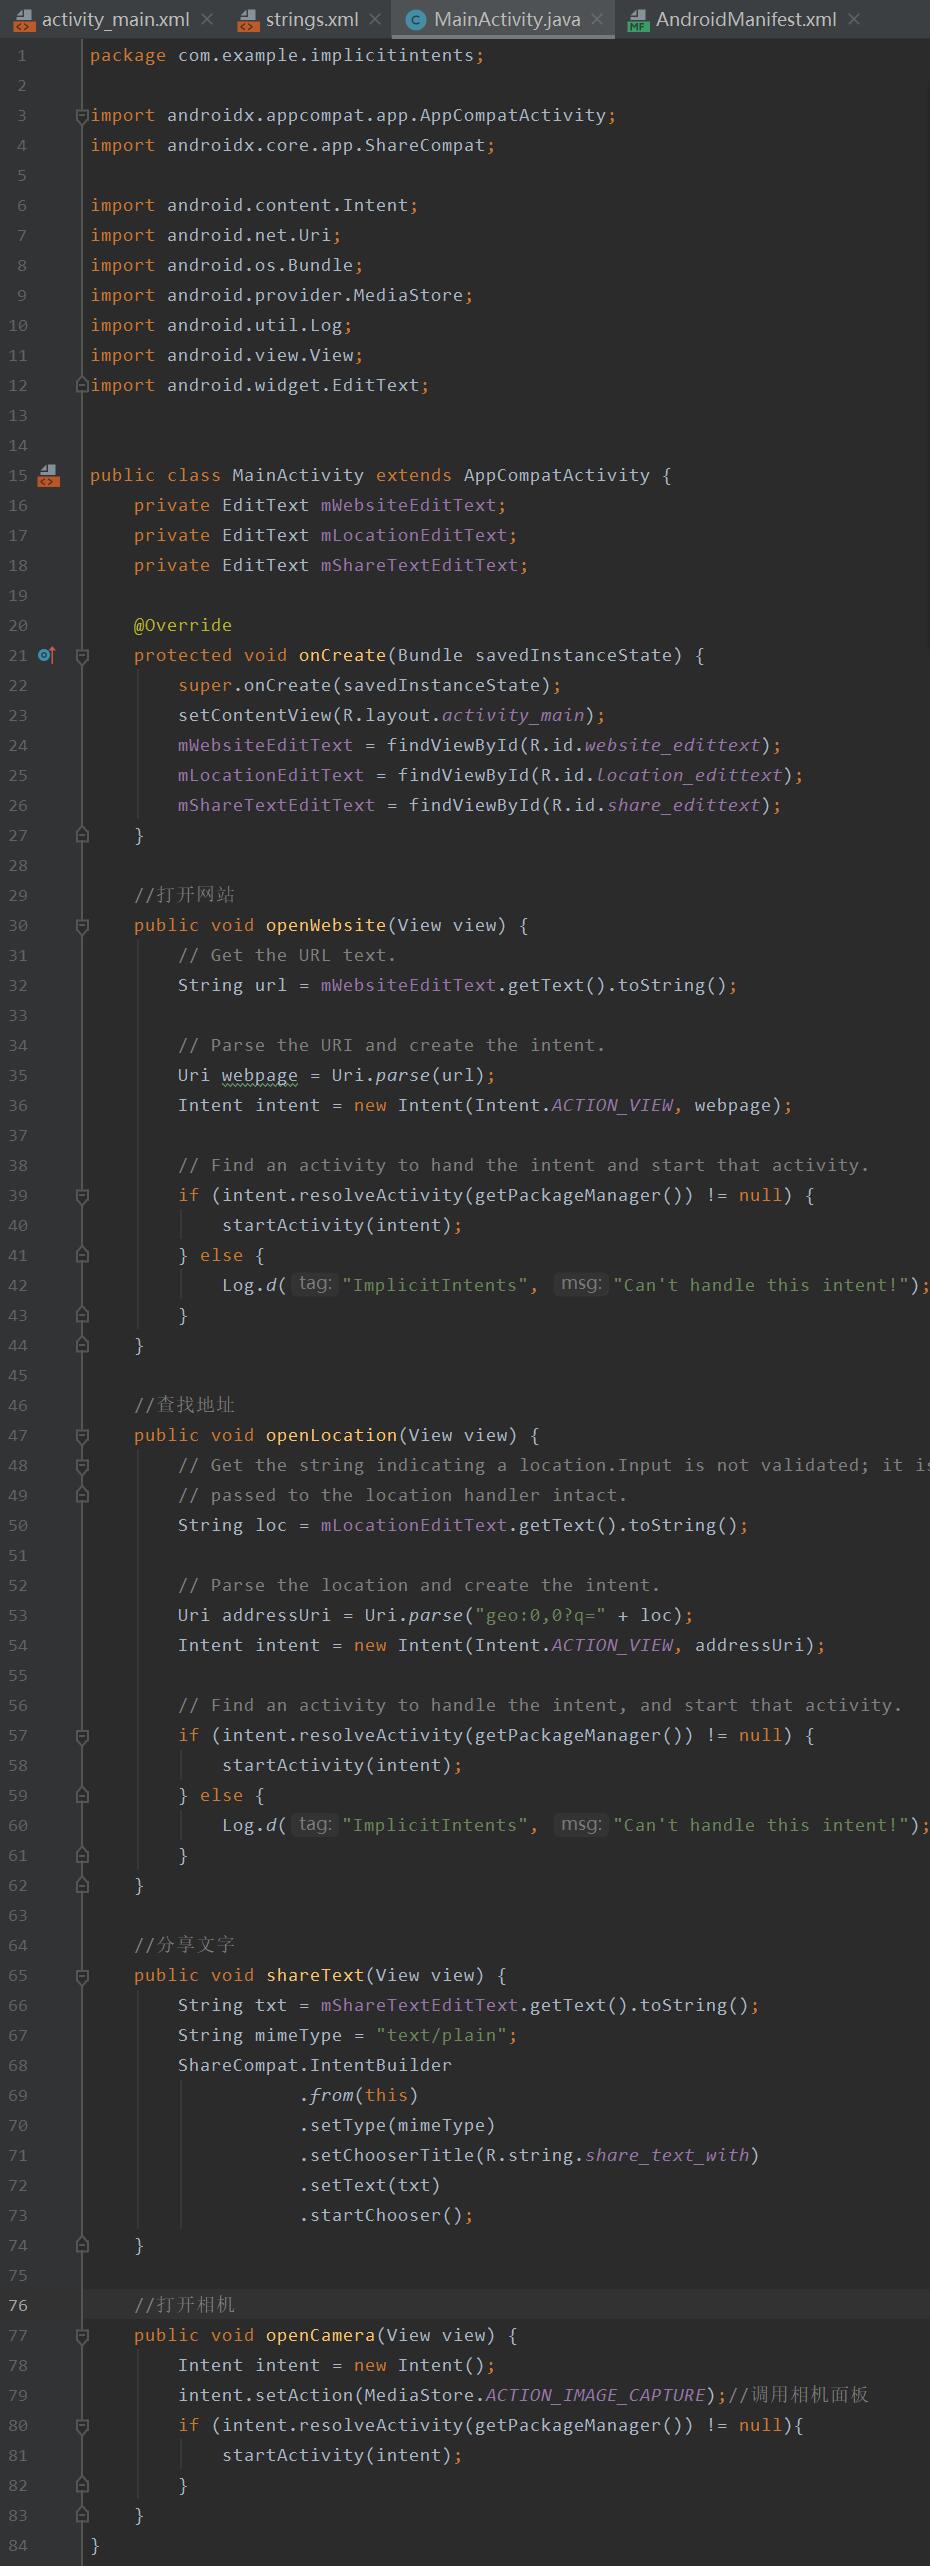 activity_main.xml strings.xml MainActivity.java AndroidManifest.xml
1 package com.example.implicitintents;
2
3 import androidx.appcompat.app.AppCompatActivity;
4 import androidx.core.app.ShareCompat;
5
6 import android.content.Intent;
7 import android.net.Uri;
8 import android.os.Bundle;
9 import android.provider.MediaStore;
10 import android.util.Log;
11 import android.view.View;
12 import android.widget.EditText;
13
14
15 public class MainActivity extends AppCompatActivity {
16 private EditText mWebsiteEditText;
17 private EditText mLocationEditText;
18 private EditText mShareTextEditText;
19
20 @Override
21 protected void onCreate(Bundle savedInstanceState) {
22 super.onCreate(savedInstanceState);
23 setContentView(R.layout.activity_main);
24 mWebsiteEditText = findViewById(R.id.website_edittext);
25 mLocationEditText = findViewById(R.id.location_edittext);
26 mShareTextEditText = findViewById(R.id.share_edittext);
27 }
28
29 //打开网站
30 public void openWebsite(View view) {
31 // Get the URL text.
32 String url = mWebsiteEditText.getText().toString();
33
34 // Parse the URI and create the intent.
35 Uri webpage = Uri.parse(url);
36 Intent intent = new Intent(Intent.ACTION_VIEW, webpage);
37
38 // Find an activity to hand the intent and start that activity.
39 if (intent.resolveActivity(getPackageManager()) != null) {
40 startActivity(intent);
41 } else {
42 Log.d( tag: "ImplicitIntents", msg: "Can't handle this intent!");
43 }
44 }
45
46 //查找地址
47 public void openLocation(View view) {
48 // Get the string indicating a location.Input is not validated; it is
49 // passed to the location handler intact.
50 String loc = mLocationEditText.getText().toString();
51
52 // Parse the location and create the intent.
53 Uri addressUri = Uri.parse("geo:0,0?q=" + loc);
54 Intent intent = new Intent(Intent.ACTION_VIEW, addressUri);
55
56 // Find an activity to handle the intent, and start that activity.
57 if (intent.resolveActivity(getPackageManager()) != null) {
58 startActivity(intent);
59 } else {
60 Log.d( tag: "ImplicitIntents", msg: "Can't handle this intent!");
61 }
62 }
63
64 //分享文字
65 public void shareText(View view) {
66 String txt = mShareTextEditText.getText().toString();
67 String mimeType = "text/plain";
68 ShareCompat.IntentBuilder
69 .from(this)
70 .setType(mimeType)
71 .setChooserTitle(R.string.share_text_with)
72 .setText(txt)
73 .startChooser();
74 }
75
76 //打开相机
77 public void openCamera(View view) {
78 Intent intent = new Intent();
79 intent.setAction(MediaStore.ACTION_IMAGE_CAPTURE);//调用相机面板
80 if (intent.resolveActivity(getPackageManager()) != null){
81 startActivity(intent);
82 }
83 }
84 }